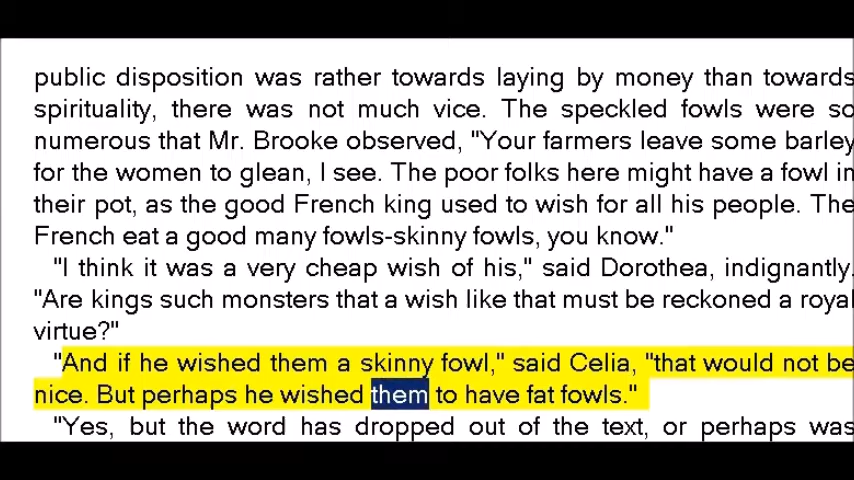 public disposition was rather towards laying by money than towards
spirituality, there was not much vice. The speckled fowls were so
numerous that Mr. Brooke observed, "Your farmers leave some barley
for the women to glean, I see. The poor folks here might have a fowl in
their pot, as the good French king used to wish for all his people. The
French eat a good many fowls-skinny fowls, you know."
"I think it was a very cheap wish of his," said Dorothea, indignantly.
"Are kings such monsters that a wish like that must be reckoned a royal
virtue?"
"And if he wished them a skinny fowl," said Celia, "that would not be
nice. But perhaps he wished them to have fat fowls."
"Yes, but the word has dropped out of the text, or perhaps was